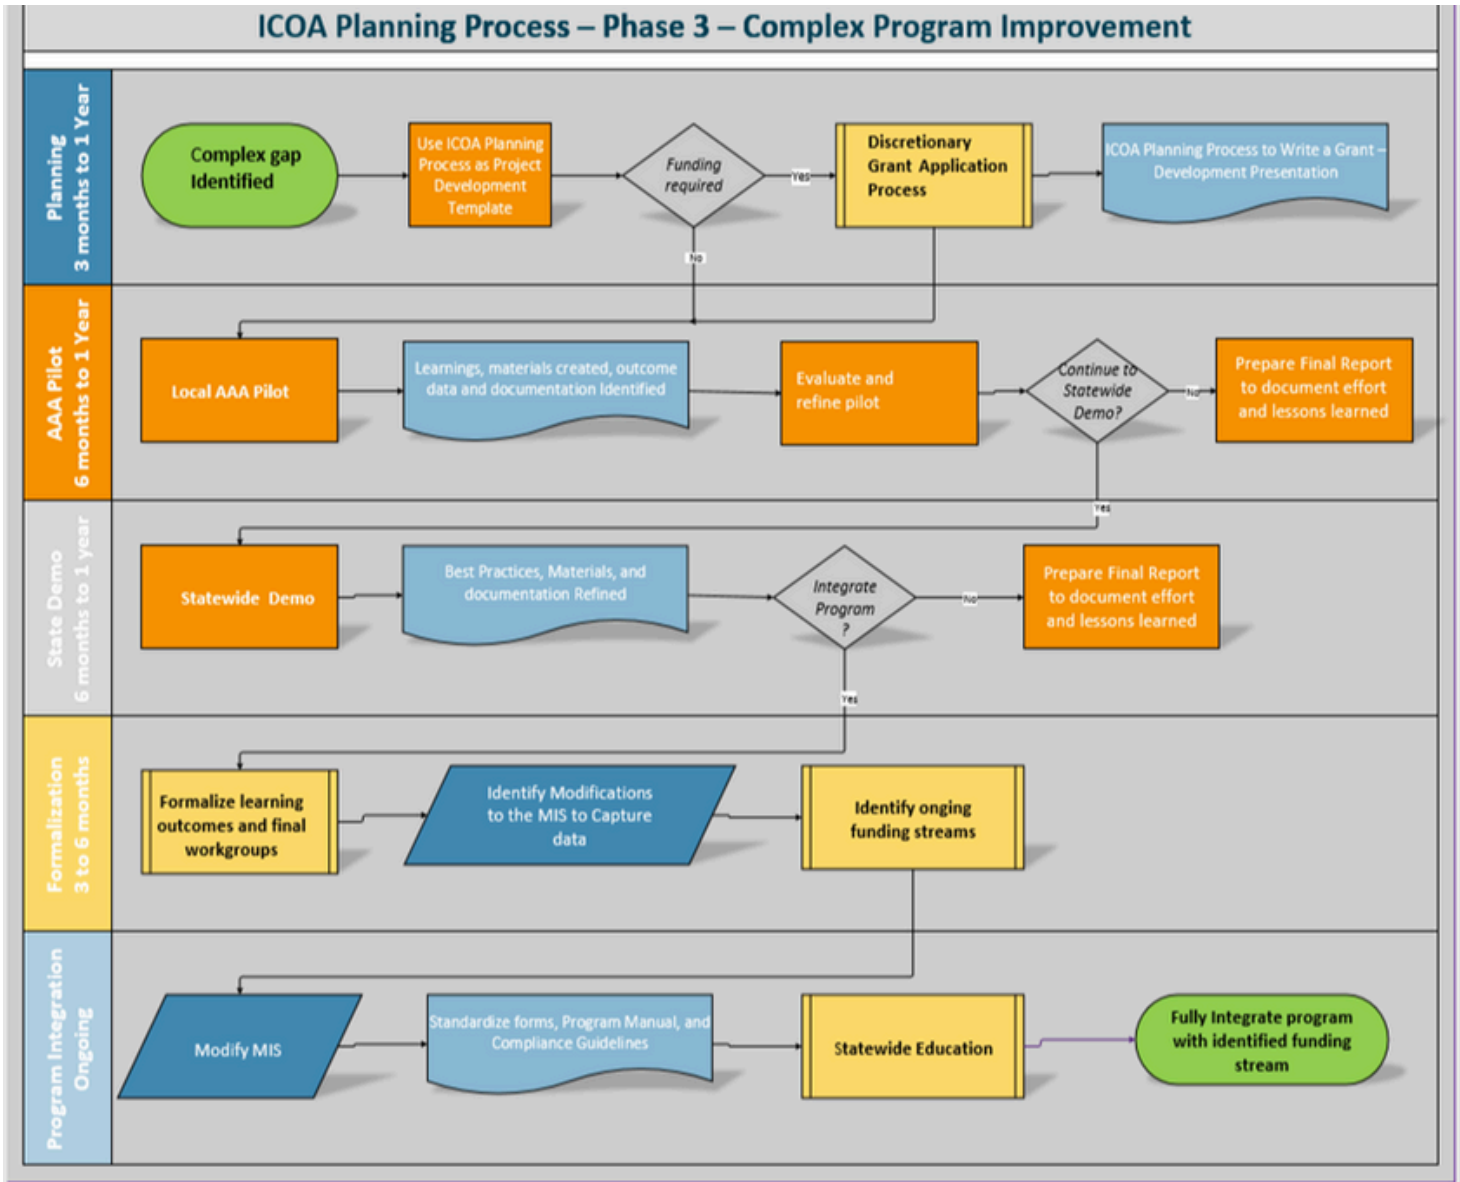 ICOA Planning Process – Phase 3 – Complex Program Improvement
Planning
3 months to 1 Year
Complex gap
Identified
Use ICOA Planning
Process as Project
Development
Template
Funding
required
Yes
No
Discretionary
Grant Application
Process
ICOA Planning Process to Write a Grant –
Development Presentation
AAA Pilot
6 months to 1 Year
Local AAA Pilot
Learnings, materials created, outcome
data and documentation Identified
Evaluate and
refine pilot
Continue to
Statewide
Demo?
No
Prepare Final Report
to document effort
and lessons learned
Yes
State Demo
6 months to 1 year
Statewide Demo
Best Practices, Materials, and
documentation Refined
Integrate
Program
?
No
Prepare Final Report
to document effort
and lessons learned
Yes
Formalization
3 to 6 months
Formalize learning
outcomes and final
workgroups
Identify Modifications
to the MIS to Capture
data
Identify onging
funding streams
Program Integration
Ongoing
Modify MIS
Standardize forms, Program Manual, and
Compliance Guidelines
Statewide Education
Fully Integrate program
with identified funding
stream